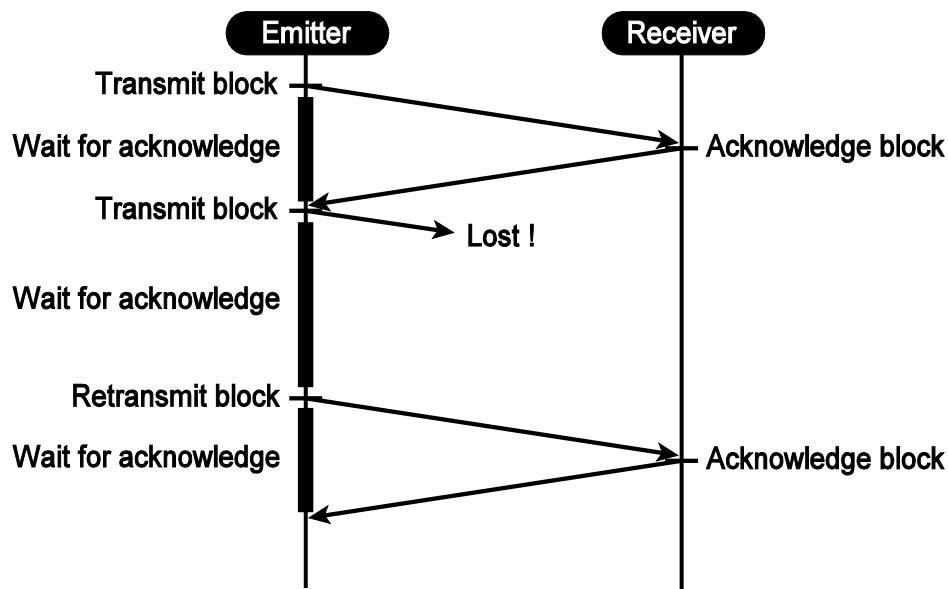 Emitter
Receiver
Transmit block
Wait for acknowledge
Acknowledge block
Transmit block
Lost !
Wait for acknowledge
Retransmit block
Wait for acknowledge
Acknowledge block